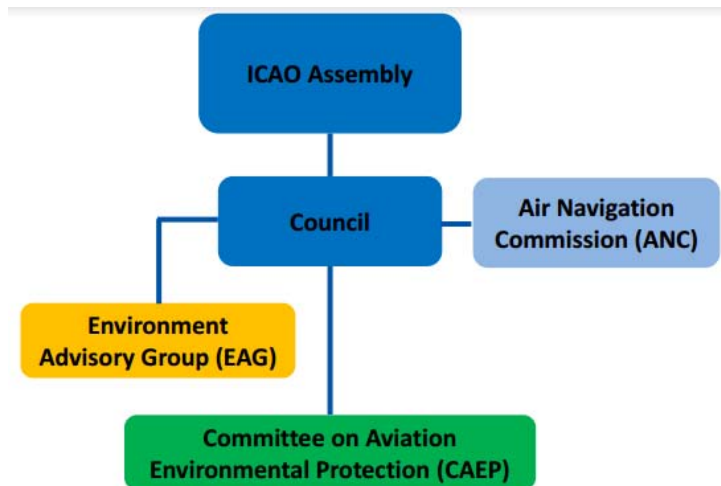 ICAO Assembly
Council
Air Navigation
Commission (ANC)
Environment
Advisory Group (EAG)
Committee on Aviation
Environmental Protection (CAEP)